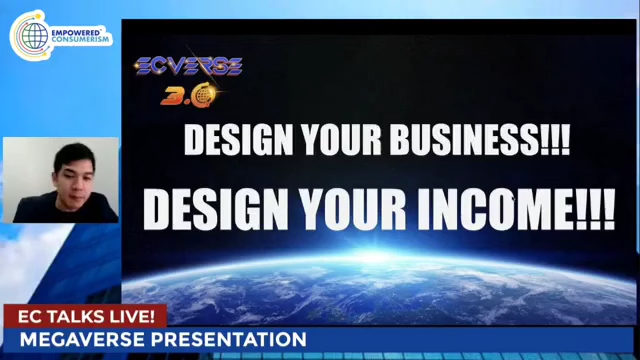 EMPOWERED
CONSUMERISM
ECVERSE
3.0
DESIGN YOUR BUSINESS!!!
DESIGN YOUR INCOME!!!
EC TALKS LIVE!
MEGAVERSE PRESENTATION